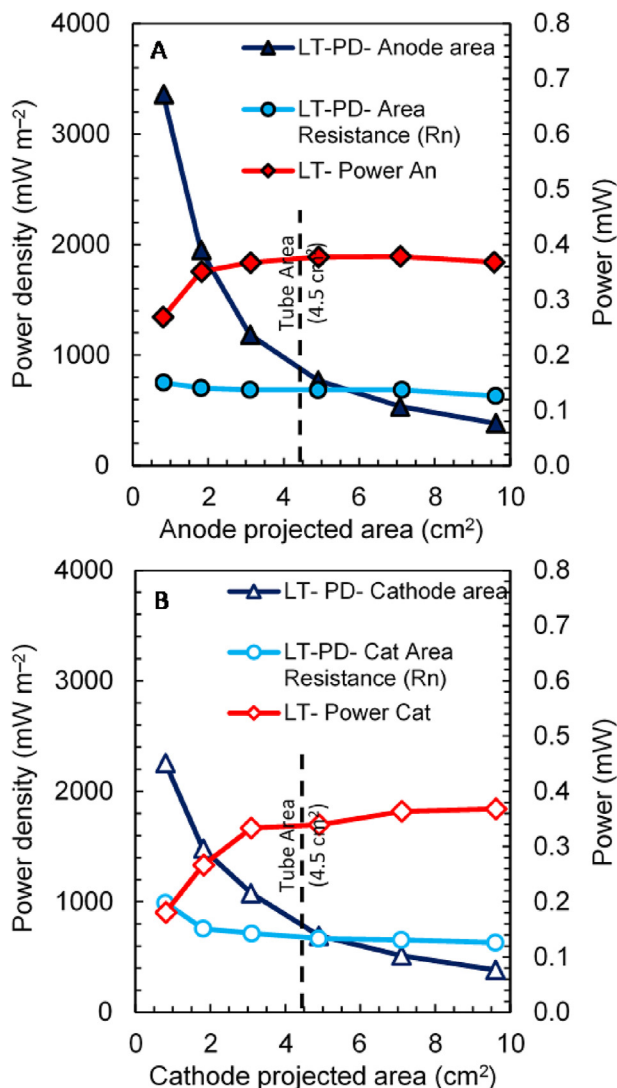 A
LT-PD- Anode area
LT-PD- Area
Resistance (Rn)
LT- Power An
4000
3000
2000
1000
0
0.8
0.7
0.6
0.5
0.4
0.3
0.2
0.1
0.0
Power density (mW m⁻²)
Power (mW)
Tube Area
(4.5 cm²)
0 2 4 6 8 10
Anode projected area (cm²)
B
LT- PD- Cathode area
LT-PD- Cat Area
Resistance (Rn)
LT- Power Cat
4000
3000
2000
1000
0
0.8
0.7
0.6
0.5
0.4
0.3
0.2
0.1
0.0
Power density (mW m⁻²)
Power (mW)
Tube Area
(4.5 cm²)
0 2 4 6 8 10
Cathode projected area (cm²)